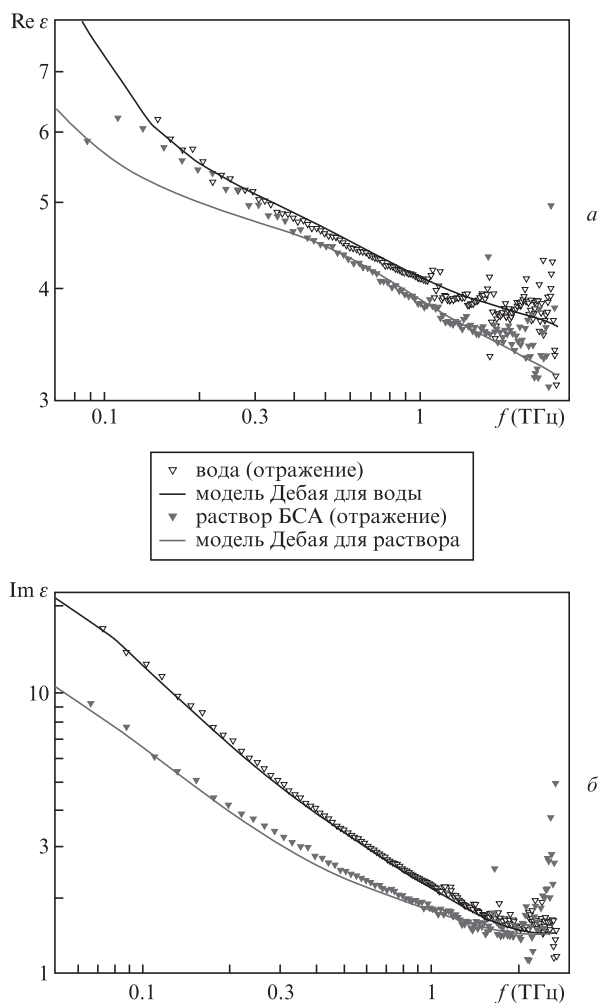 Re ε
7
6
5
4
3
0.1 0.3 1 f (ТГц)
а
вода (отражение)
модель Дебая для воды
раствор БСА (отражение)
модель Дебая для раствора
Im ε
10
3
1
0.1 0.3 1 f (ТГц)
б